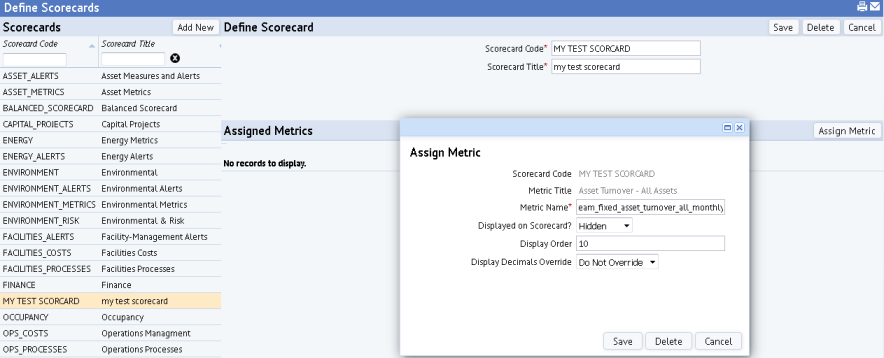 Define Scorecards
Scorecards
Add New
Scorecard Code
Scorecard Title
ASSET_ALERTS Asset Measures and Alerts
ASSET_METRICS Asset Metrics
BALANCED_SCORECARD Balanced Scorecard
CAPITAL_PROJECTS Capital Projects
ENERGY Energy Metrics
ENERGY_ALERTS Energy Alerts
ENVIRONMENT Environmental
ENVIRONMENT_ALERTS Environmental Alerts
ENVIRONMENT_METRICS Environmental Metrics
ENVIRONMENT_RISK Environmental & Risk
FACILITIES_ALERTS Facility-Management Alerts
FACILITIES_COSTS Facilities Costs
FACILITIES_PROCESSES Facilities Processes
FINANCE Finance
MY TEST SCORCARD my test scorecard
OCCUPANCY Occupancy
OPS_COSTS Operations Managment
OPS_PROCESSES Operations Processes
Define Scorecard
Save Delete Cancel
Scorecard Code* MY TEST SCORCARD
Scorecard Title* my test scorecard
Assigned Metrics
Assign Metric
No records to display.
Assign Metric
Scorecard Code MY TEST SCORCARD
Metric Title Asset Turnover - All Assets
Metric Name* eam_fixed_asset_turnover_all_monthly
Displayed on Scorecard? Hidden
Display Order 10
Display Decimals Override Do Not Override
Save Delete Cancel